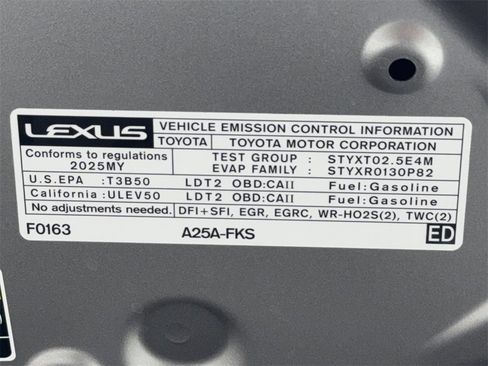 LEXUS VEHICLE EMISSION CONTROL INFORMATION
TOYOTA TOYOTA MOTOR CORPORATION
Conforms to regulations 2025MY
TEST GROUP : STYXT02.5E4M
EVAP FAMILY : STYXR0130P82
U.S.EPA :T3B50 LDT2 OBD:CAII Fuel:Gasoline
California :ULEV50 LDT2 OBD:CAII Fuel:Gasoline
No adjustments needed. DFI+SFI, EGR, EGRC, WR-HO2S(2), TWC(2)
F0163 A25A-FKS ED